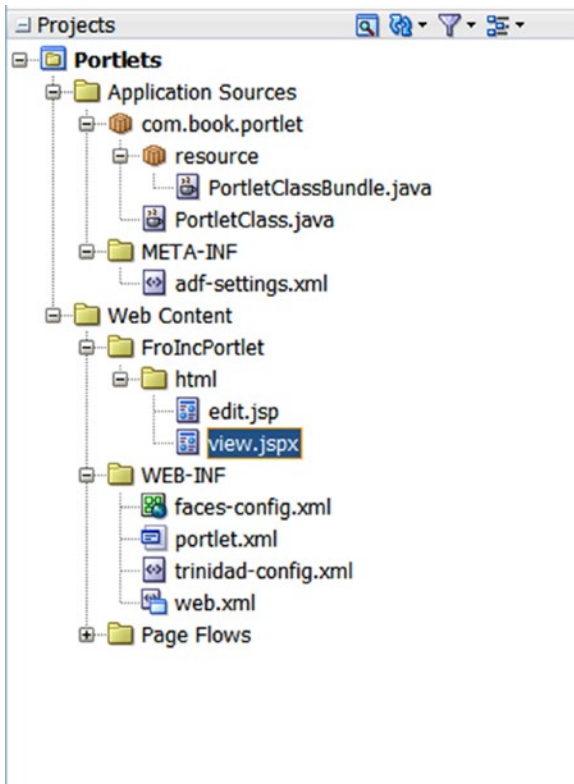 Projects
Portlets
Application Sources
com.book.portlet
resource
PortletClassBundle.java
PortletClass.java
META-INF
adf-settings.xml
Web Content
FroIncPortlet
html
edit.jsp
view.jspx
WEB-INF
faces-config.xml
portlet.xml
trinidad-config.xml
web.xml
Page Flows